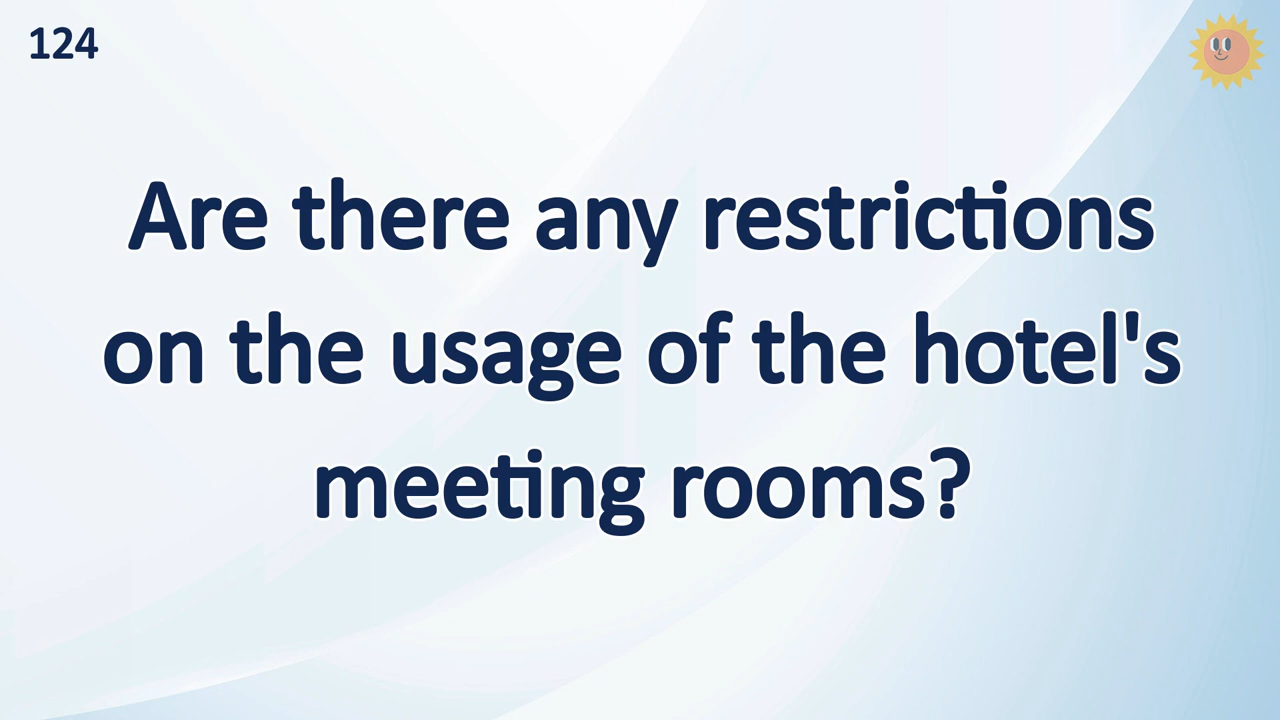 124
Are there any restrictions
on the usage of the hotel's
meeting rooms?